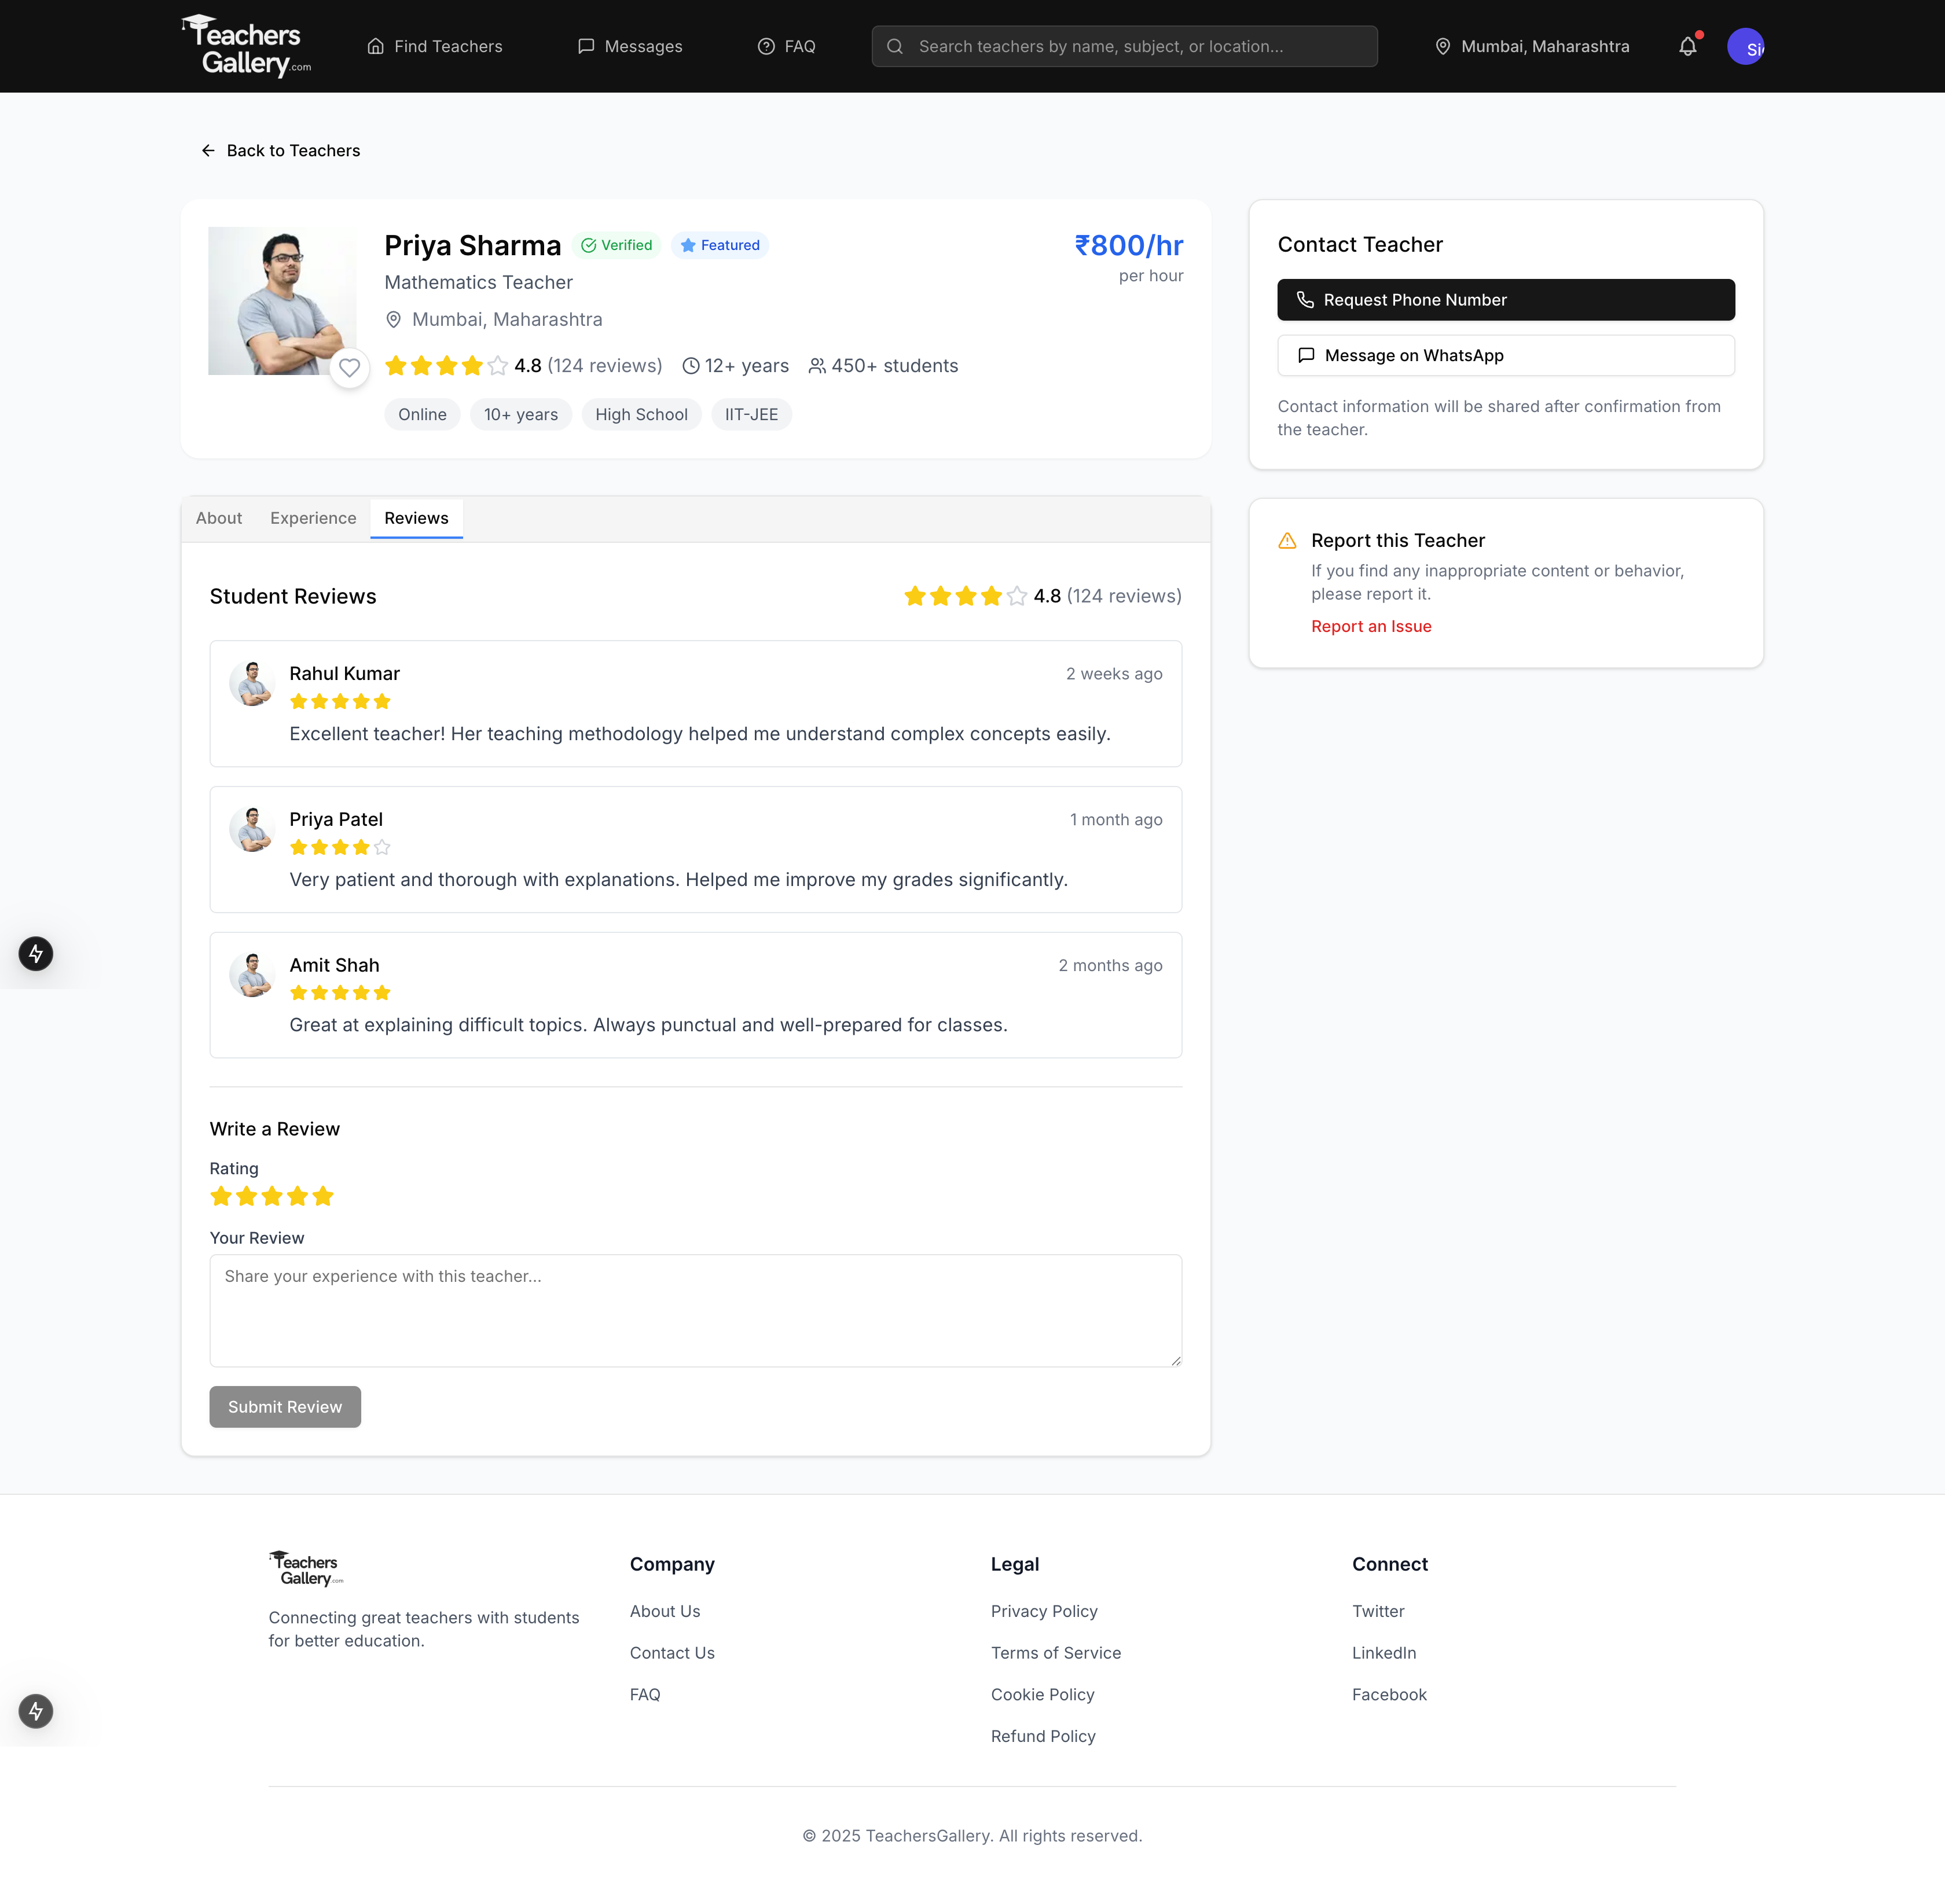 Teachers
Gallery.com
Find Teachers
Messages
FAQ
Search teachers by name, subject, or location...
Mumbai, Maharashtra
Back to Teachers
Priya Sharma
Verified
Featured
₹800/hr
per hour
Mathematics Teacher
Mumbai, Maharashtra
4.8 (124 reviews)
12+ years
450+ students
Online
10+ years
High School
IIT-JEE
Contact Teacher
Request Phone Number
Message on WhatsApp
Contact information will be shared after confirmation from
the teacher.
About
Experience
Reviews
Report this Teacher
If you find any inappropriate content or behavior,
please report it.
Report an Issue
Student Reviews
4.8 (124 reviews)
Rahul Kumar
2 weeks ago
Excellent teacher! Her teaching methodology helped me understand complex concepts easily.
Priya Patel
1 month ago
Very patient and thorough with explanations. Helped me improve my grades significantly.
Amit Shah
2 months ago
Great at explaining difficult topics. Always punctual and well-prepared for classes.
Write a Review
Rating
Your Review
Share your experience with this teacher...
Submit Review
Teachers
Gallery.com
Connecting great teachers with students
for better education.
Company
About Us
Contact Us
FAQ
Legal
Privacy Policy
Terms of Service
Cookie Policy
Refund Policy
Connect
Twitter
LinkedIn
Facebook
© 2025 TeachersGallery. All rights reserved.